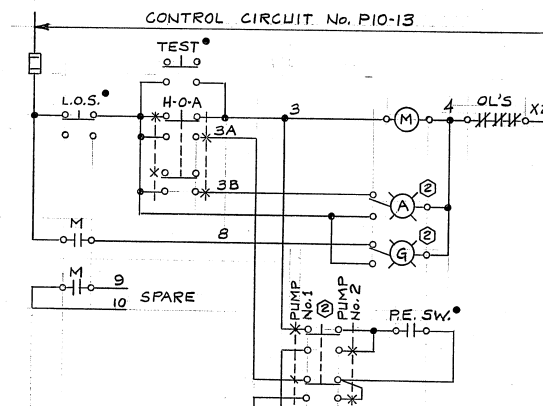 CONTROL CIRCUIT No. P10-13
TEST
L.O.S.
H-O-A
3
4
OL'S
X2
M
3A
3B
2
A
M
8
2
G
M
9
10
SPARE
PUMP No.1
2
PUMP No.2
P.E. SW.